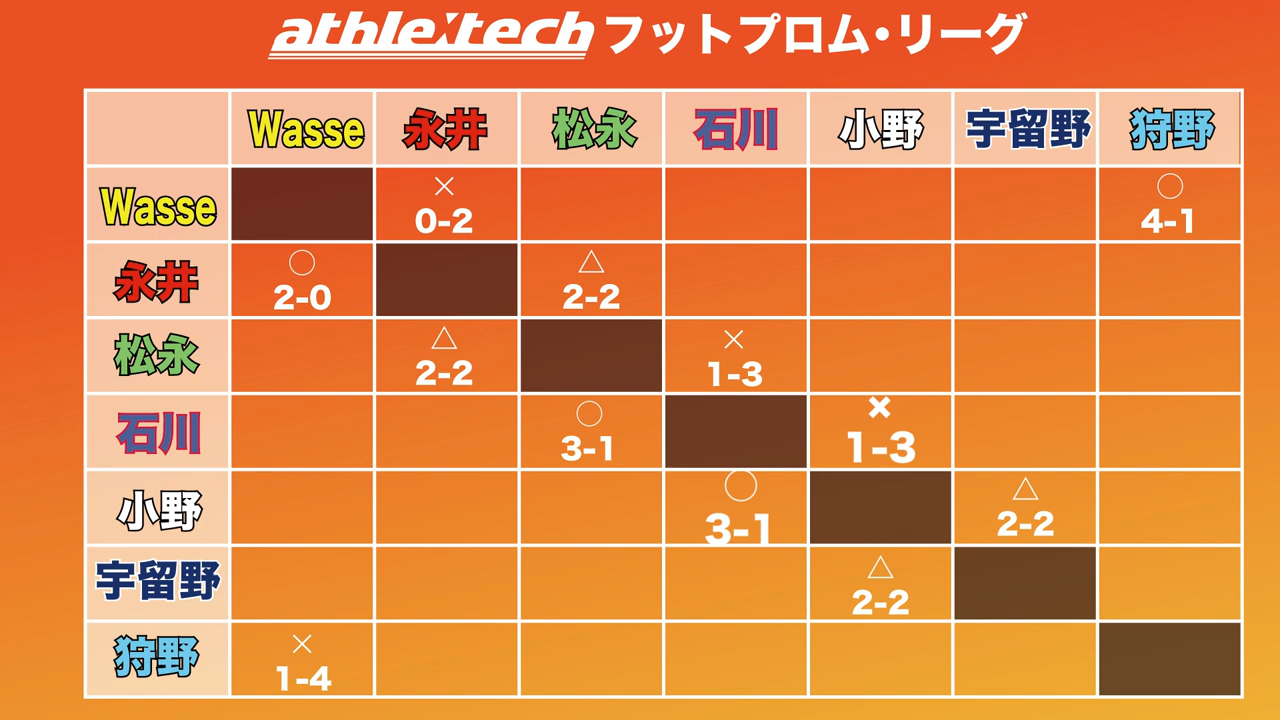 athletech フットプロム・リーグ
Wasse 永井 松永 石川 小野 宇留野 狩野
Wasse × 0-2 ○ 4-1
永井 ○ 2-0 △ 2-2
松永 △ 2-2 × 1-3
石川 ○ 3-1 × 1-3
小野 ○ 3-1 △ 2-2
宇留野 △ 2-2
狩野 × 1-4